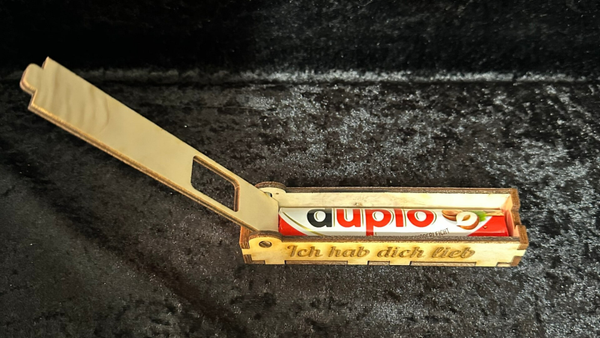 duplo
Ich hab dich lieb